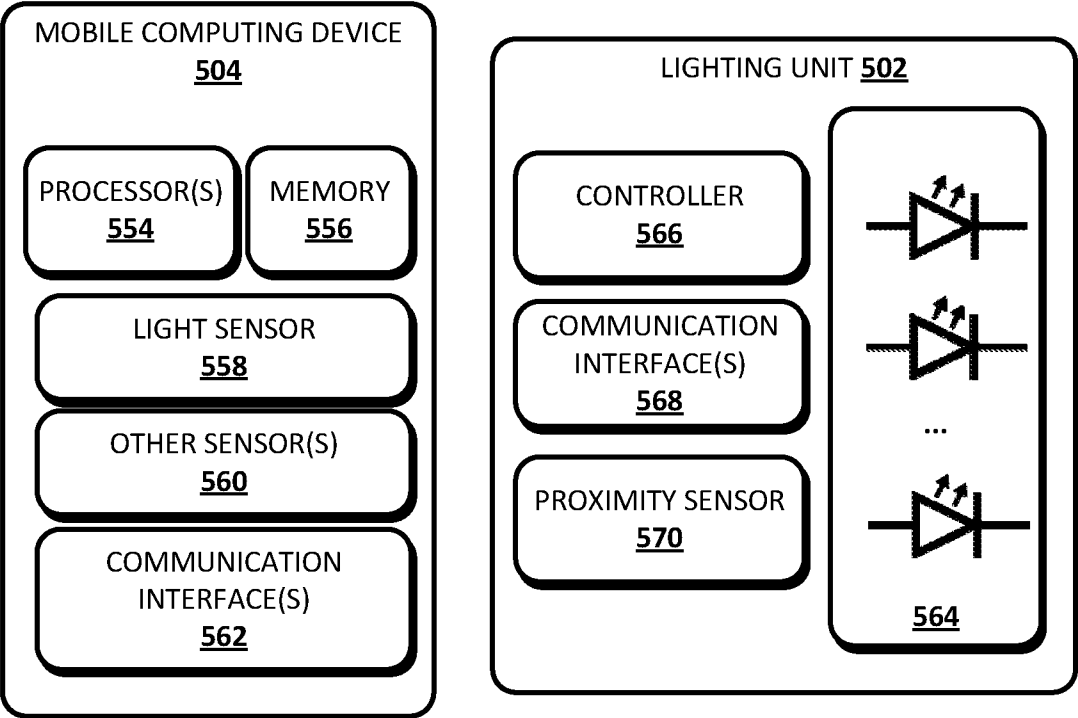 MOBILE COMPUTING DEVICE
504
PROCESSOR(S)
554
MEMORY
556
LIGHT SENSOR
558
OTHER SENSOR(S)
560
COMMUNICATION
INTERFACE(S)
562
LIGHTING UNIT 502
CONTROLLER
566
COMMUNICATION
INTERFACE(S)
568
PROXIMITY SENSOR
570
...
564